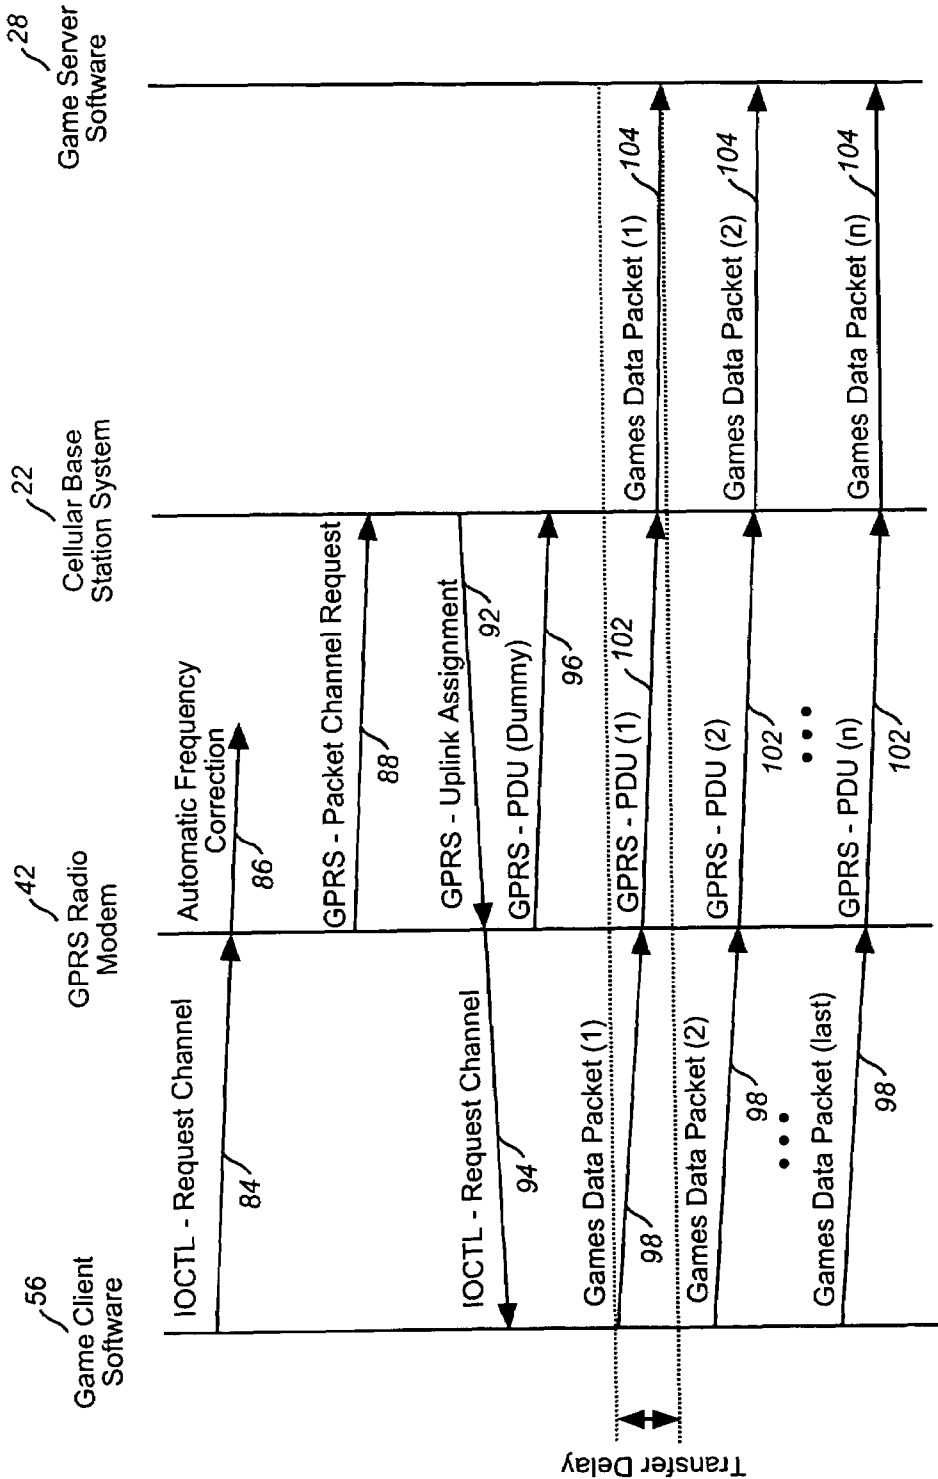 56
Game Client
Software
42
GPRS Radio
Modem
22
Cellular Base
Station System
28
Game Server
Software
IOCTL - Request Channel
84
Automatic Frequency
Correction
86
GPRS - Packet Channel Request
88
GPRS - Uplink Assignment
92
IOCTL - Request Channel
94
GPRS - PDU (Dummy)
96
Transfer Delay
Games Data Packet (1)
98
GPRS - PDU (1)
102
Games Data Packet (1)
104
Games Data Packet (2)
98
GPRS - PDU (2)
102
Games Data Packet (2)
104
Games Data Packet (last)
98
GPRS - PDU (n)
102
Games Data Packet (n)
104